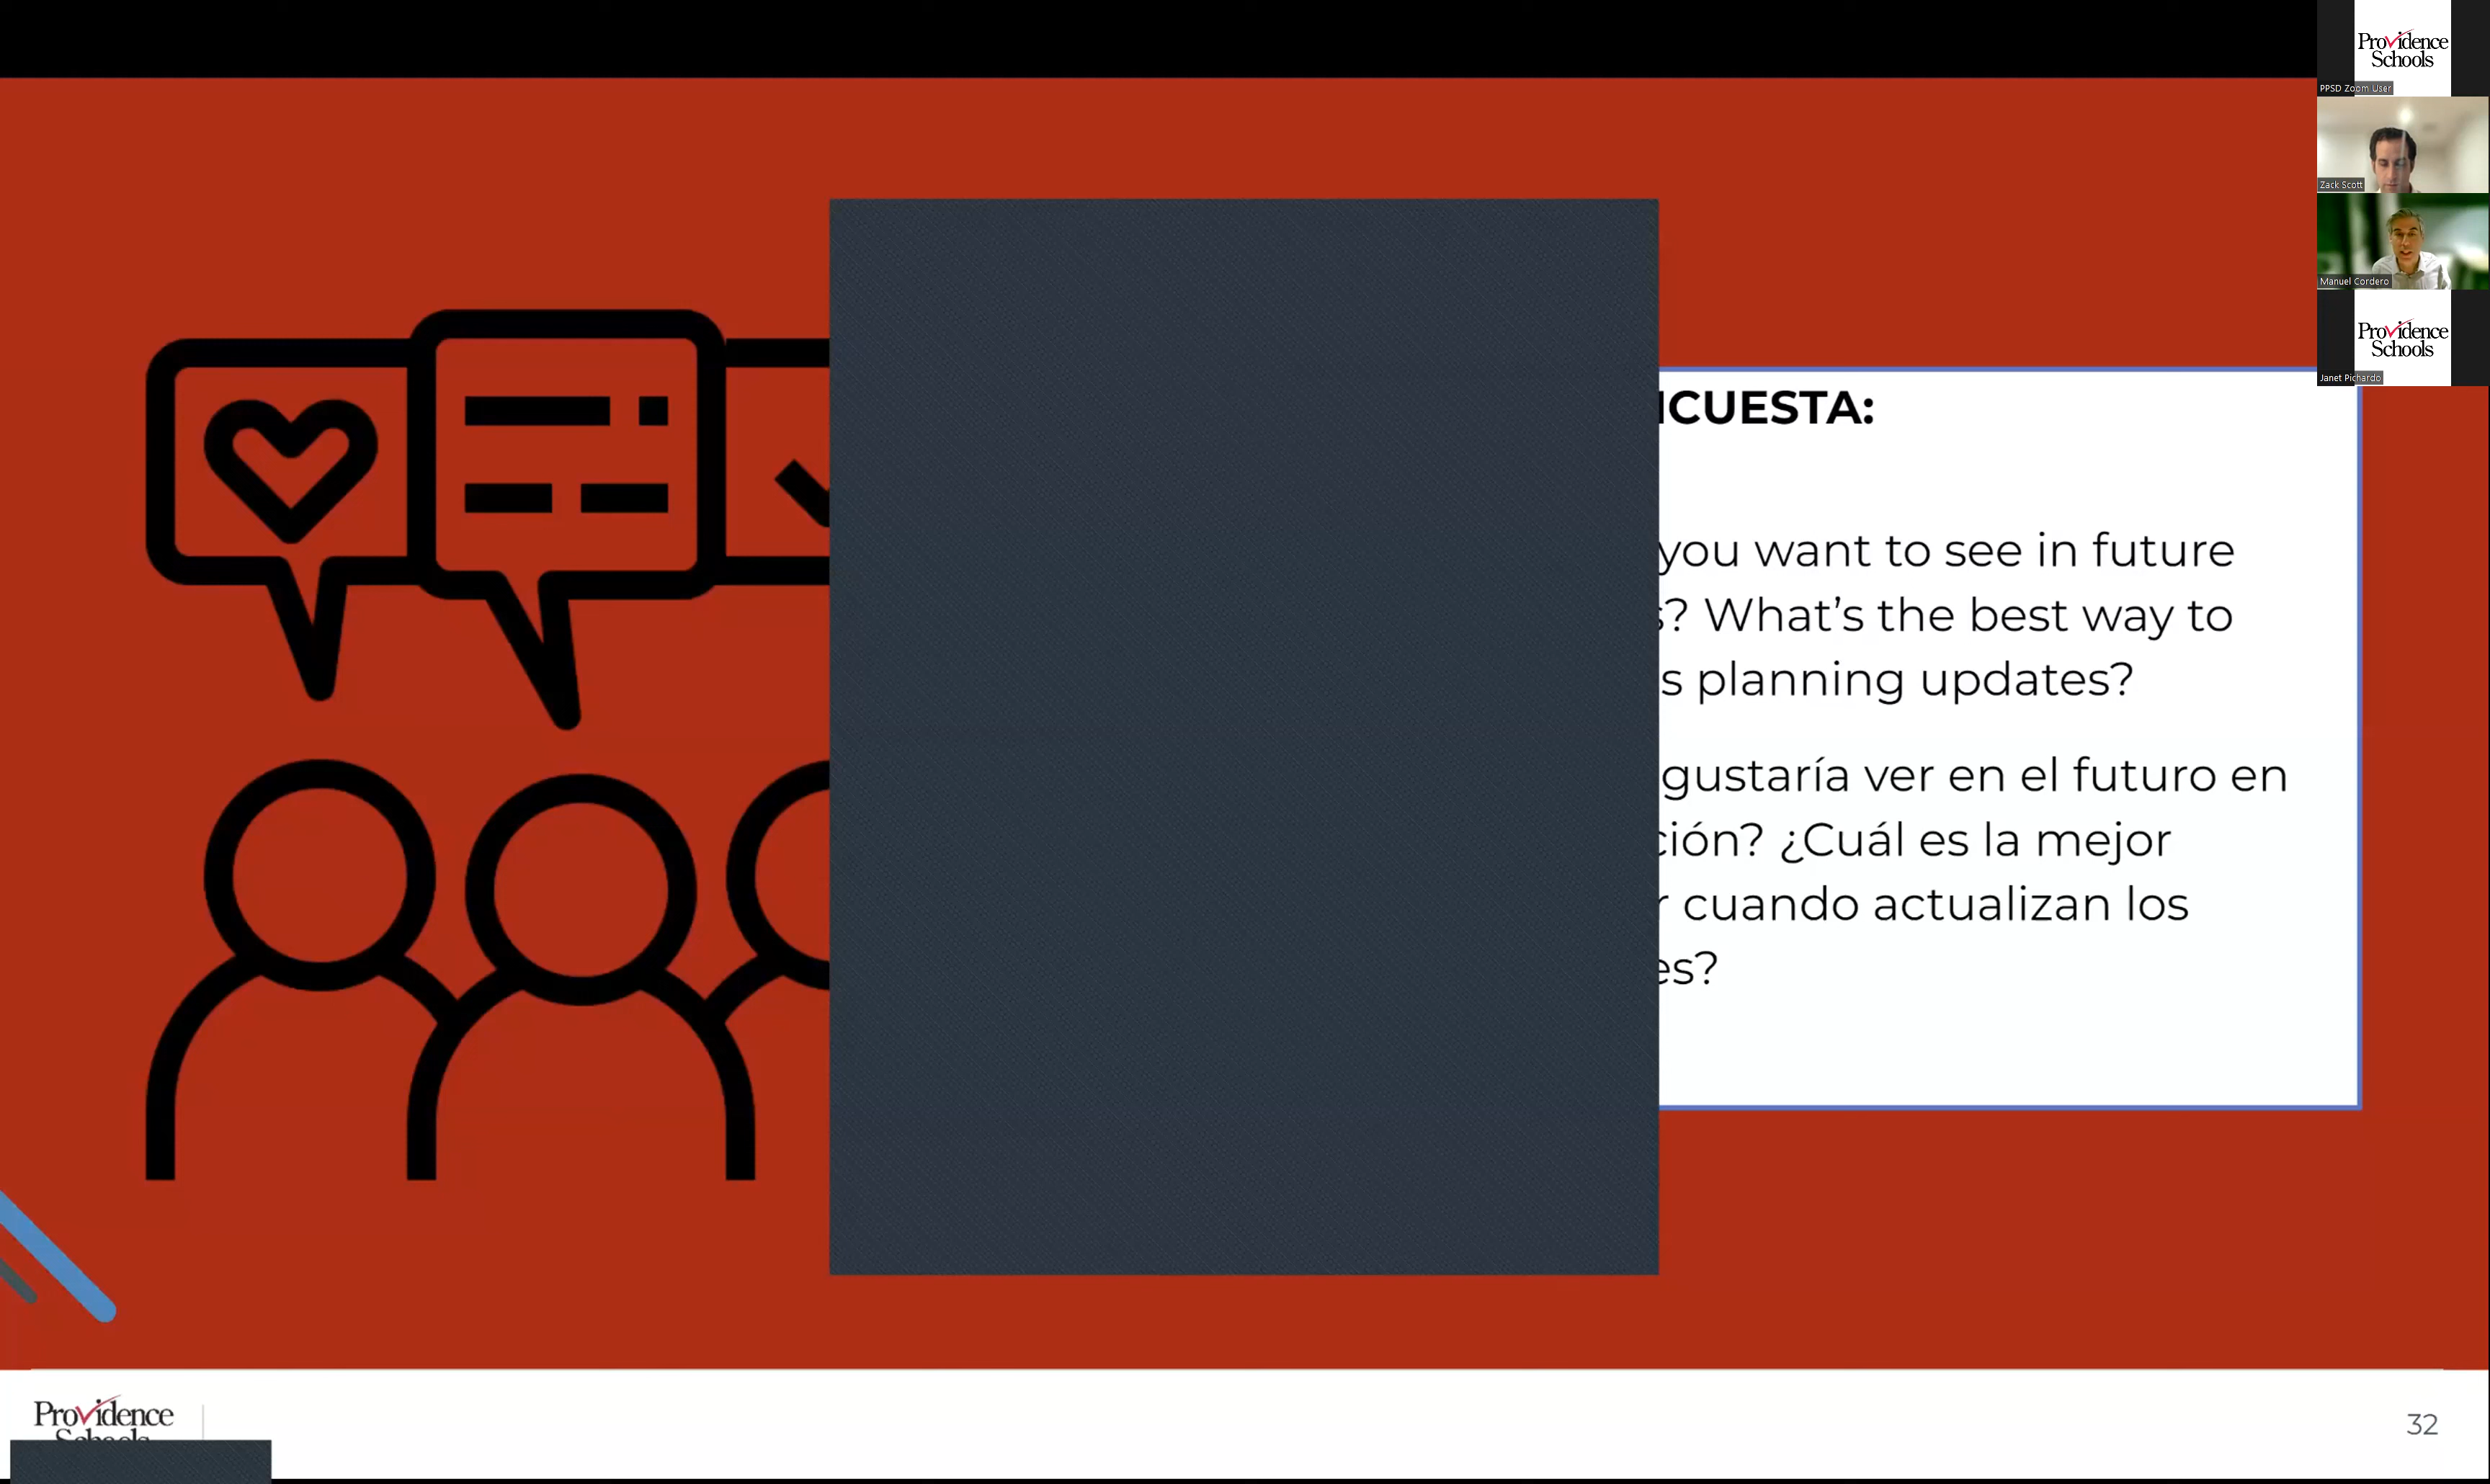 Providence
Schools
PPSD Zoom User
Zack Scott
Manuel Cordero
Providence
Schools
Janet Pichardo
NCUESTA:
you want to see in future
s? What's the best way to
s planning updates?
gustaría ver en el futuro en
ción? ¿Cuál es la mejor
r cuando actualizan los
es?
Providence
Schools
32